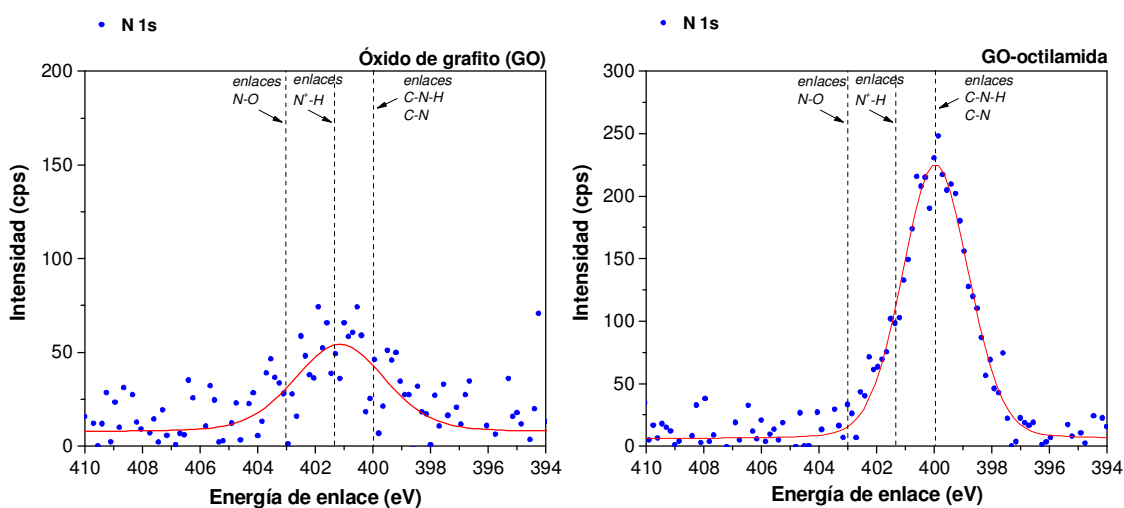 N 1s
Óxido de grafito (GO)
200
150
100
50
0
410
408
406
404
402
400
398
396
394
Intensidad (cps)
Energía de enlace (eV)
enlaces
N-O
enlaces
N⁺-H
enlaces
C-N-H
C-N
N 1s
GO-octilamida
300
250
200
150
100
50
0
410
408
406
404
402
400
398
396
394
Intensidad (cps)
Energía de enlace (eV)
enlaces
N-O
enlaces
N⁺-H
enlaces
C-N-H
C-N